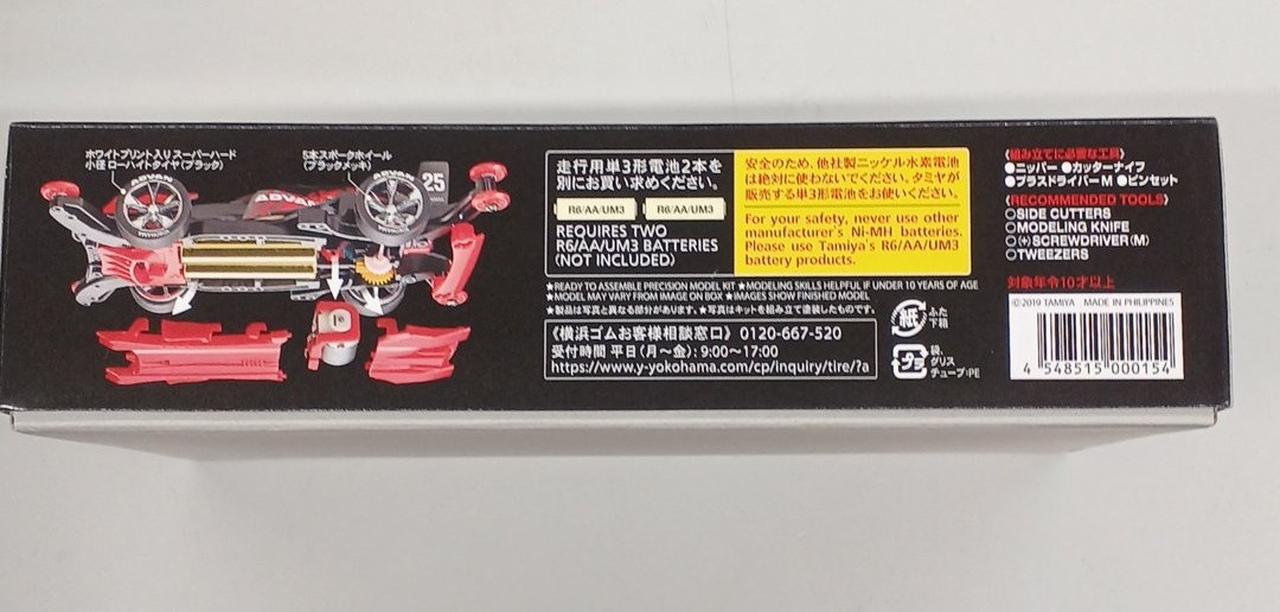 ホワイトプリント入りスーパーハード
小径ローハイトタイヤ(ブラック)
5本スポークホイール
(ブラックメッキ)
ADVAN
ADVAN
ADVAN
25
走行用単3形電池2本を
別にお買い求めください。
R6/AA/UM3 R6/AA/UM3
REQUIRES TWO
R6/AA/UM3 BATTERIES
(NOT INCLUDED)
安全のため、他社製ニッケル水素電池
は絶対に使わないでください。タミヤが
販売する単3形電池をお使いください。
For your safety, never use other
manufacturer's Ni-MH batteries.
Please use Tamiya's R6/AA/UM3
battery products.
★READY TO ASSEMBLE PRECISION MODEL KIT ★MODELING SKILLS HELPFUL IF UNDER 10 YEARS OF AGE
★MODEL MAY VARY FROM IMAGE ON BOX ★IMAGES SHOW FINISHED MODEL
★製品は写真と異なる部分があります。★写真はキットを組み立て塗装したものです。
《横浜ゴムお客様相談窓口》 0120-667-520
受付時間 平日(月〜金):9:00〜17:00
https://www.y-yokohama.com/cp/inquiry/tire/?a
紙
ふた
下箱
プラ
袋、
グリス
チューブ:PE
《組み立てに必要な工具》
●ニッパー ●カッターナイフ
●プラスドライバーM ●ピンセット
《RECOMMENDED TOOLS》
○SIDE CUTTERS
○MODELING KNIFE
○(+)SCREWDRIVER(M)
○TWEEZERS
対象年令10才以上
©2019 TAMIYA MADE IN PHILIPPINES
4 548515 000154